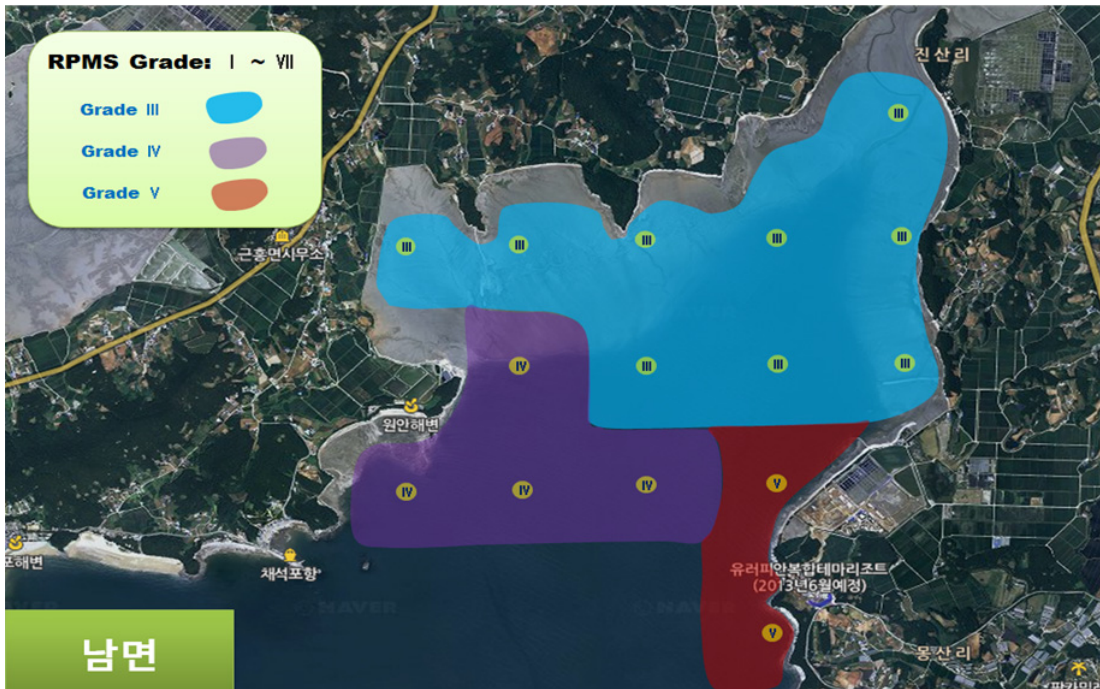 RPMS Grade: Ⅰ ~ Ⅶ
Grade Ⅲ
Grade Ⅳ
Grade Ⅴ
진산리
Ⅲ
근흥면사무소
Ⅲ
Ⅲ
Ⅲ
Ⅲ
Ⅲ
Ⅳ
Ⅲ
Ⅲ
Ⅲ
원안해변
Ⅳ
Ⅳ
Ⅳ
Ⅴ
포해변
채석포항
유러피안복합테마리조트
(2013년6월예정)
NAVER
NAVER
Ⅴ
남면
몽산리